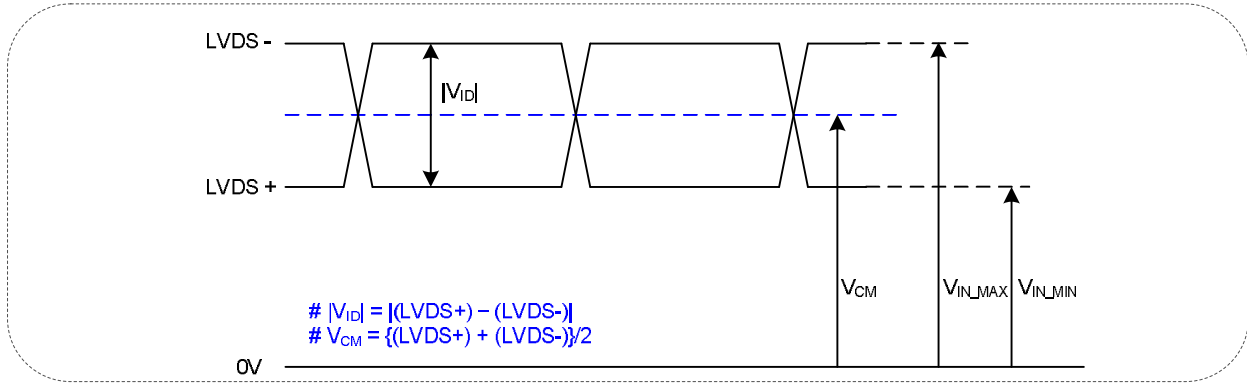 LVDS -
|VID|
LVDS +
VCM
VIN_MAX
VIN_MIN
# |VID| = |(LVDS+) – (LVDS-)|
# VCM = {(LVDS+) + (LVDS-)}/2
0V